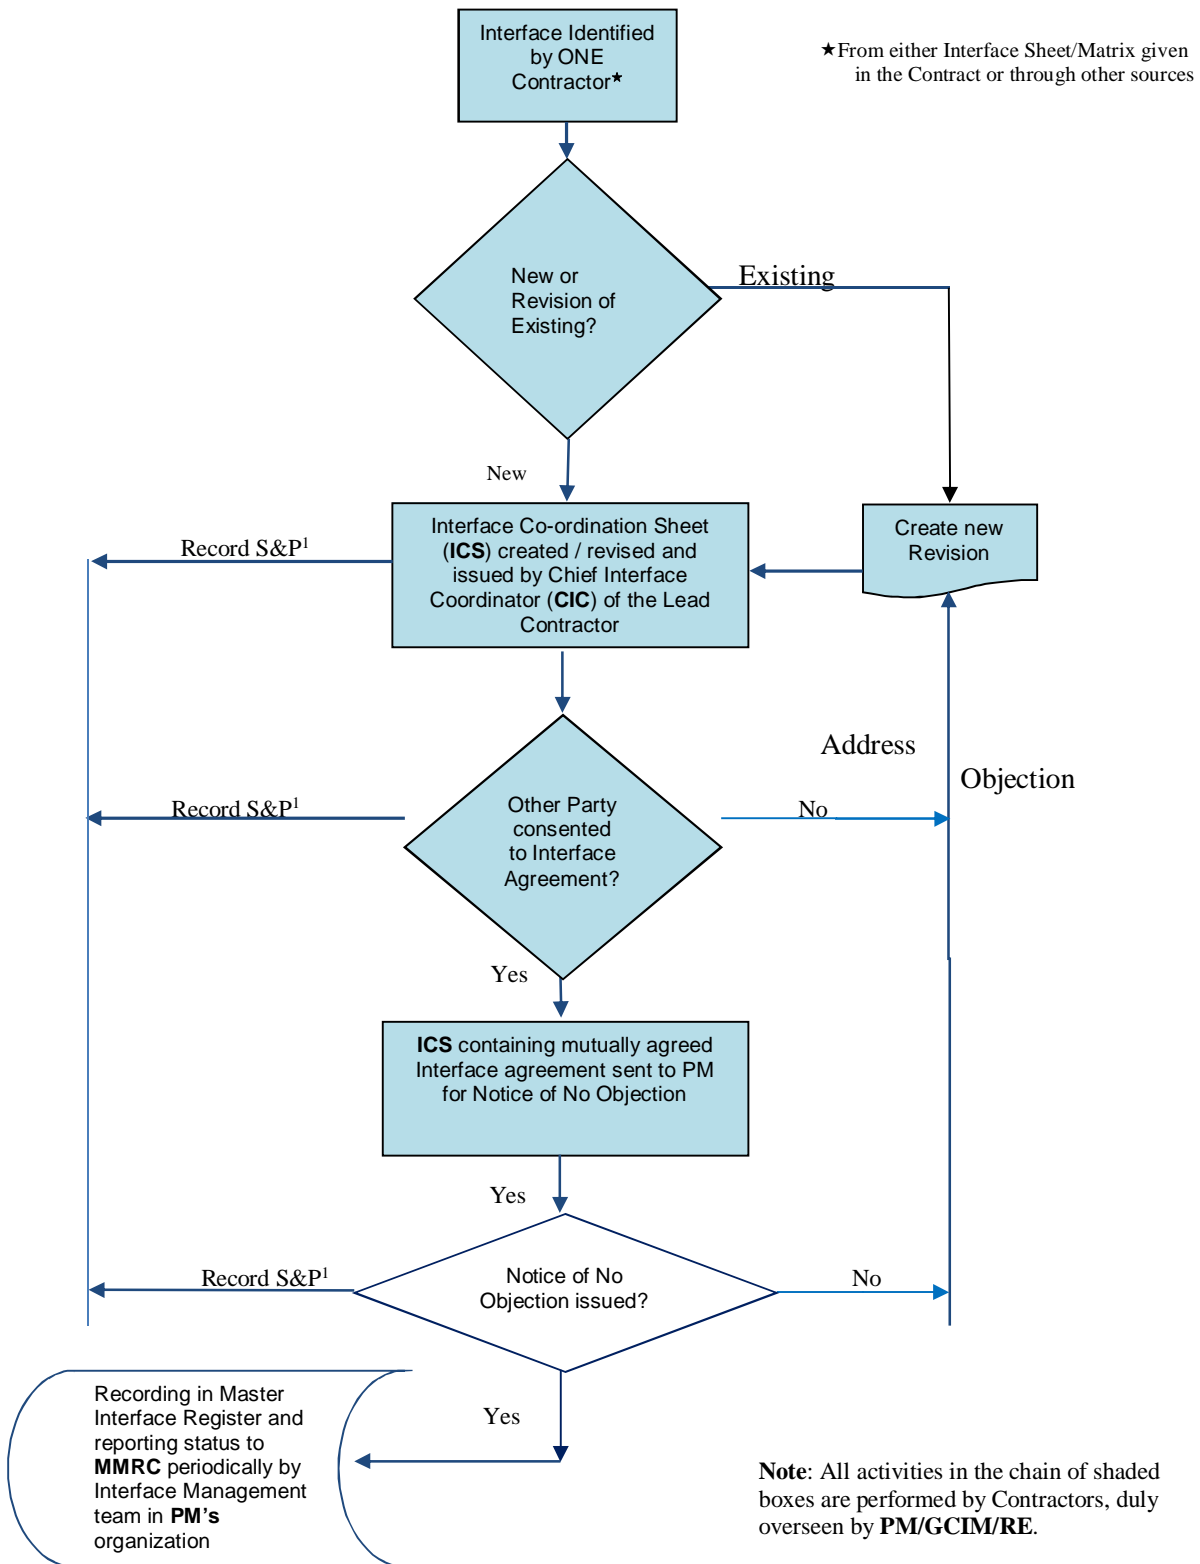 Interface Identified
by ONE
Contractor★
★From either Interface Sheet/Matrix given
in the Contract or through other sources
New or
Revision of
Existing?
Existing
New
Interface Co-ordination Sheet
(ICS) created / revised and
issued by Chief Interface
Coordinator (CIC) of the Lead
Contractor
Create new
Revision
Record S&P1
Address
Objection
Other Party
consented
to Interface
Agreement?
Record S&P1
No
Yes
ICS containing mutually agreed
Interface agreement sent to PM
for Notice of No Objection
Yes
Notice of No
Objection issued?
Record S&P1
No
Yes
Recording in Master
Interface Register and
reporting status to
MMRC periodically by
Interface Management
team in PM's
organization
Note: All activities in the chain of shaded
boxes are performed by Contractors, duly
overseen by PM/GCIM/RE.